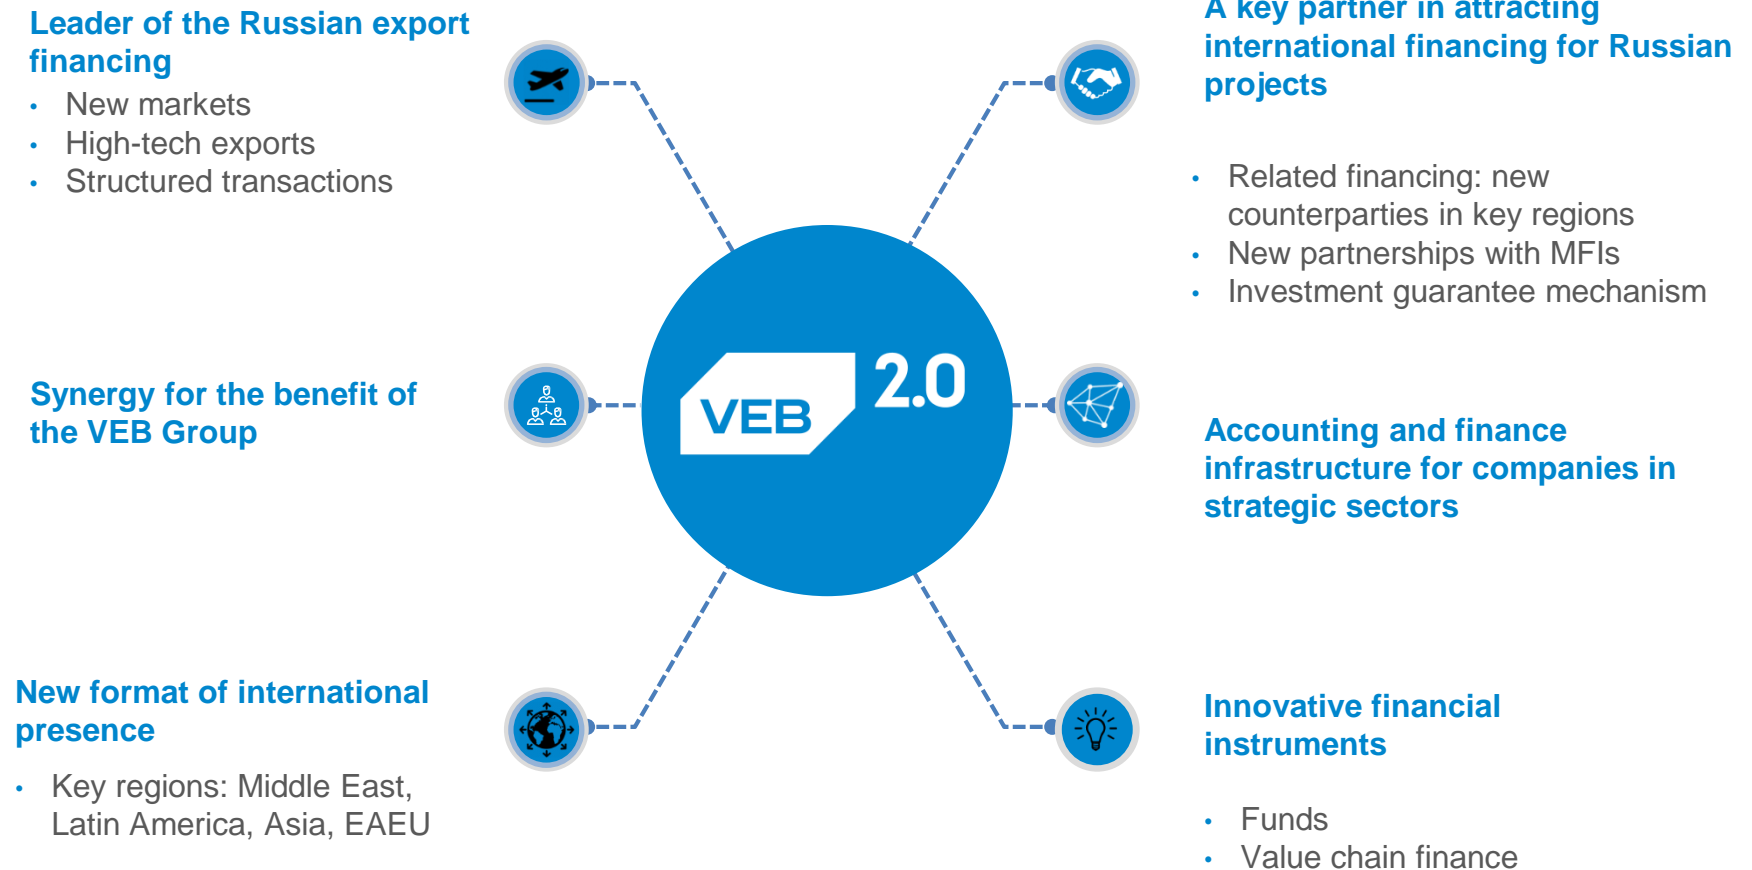 Leader of the Russian export
financing
• New markets
• High-tech exports
• Structured transactions
A key partner in attracting
international financing for Russian
projects
• Related financing: new
counterparties in key regions
• New partnerships with MFIs
• Investment guarantee mechanism
Synergy for the benefit of
the VEB Group
VEB 2.0
Accounting and finance
infrastructure for companies in
strategic sectors
New format of international
presence
• Key regions: Middle East,
Latin America, Asia, EAEU
Innovative financial
instruments
• Funds
• Value chain finance